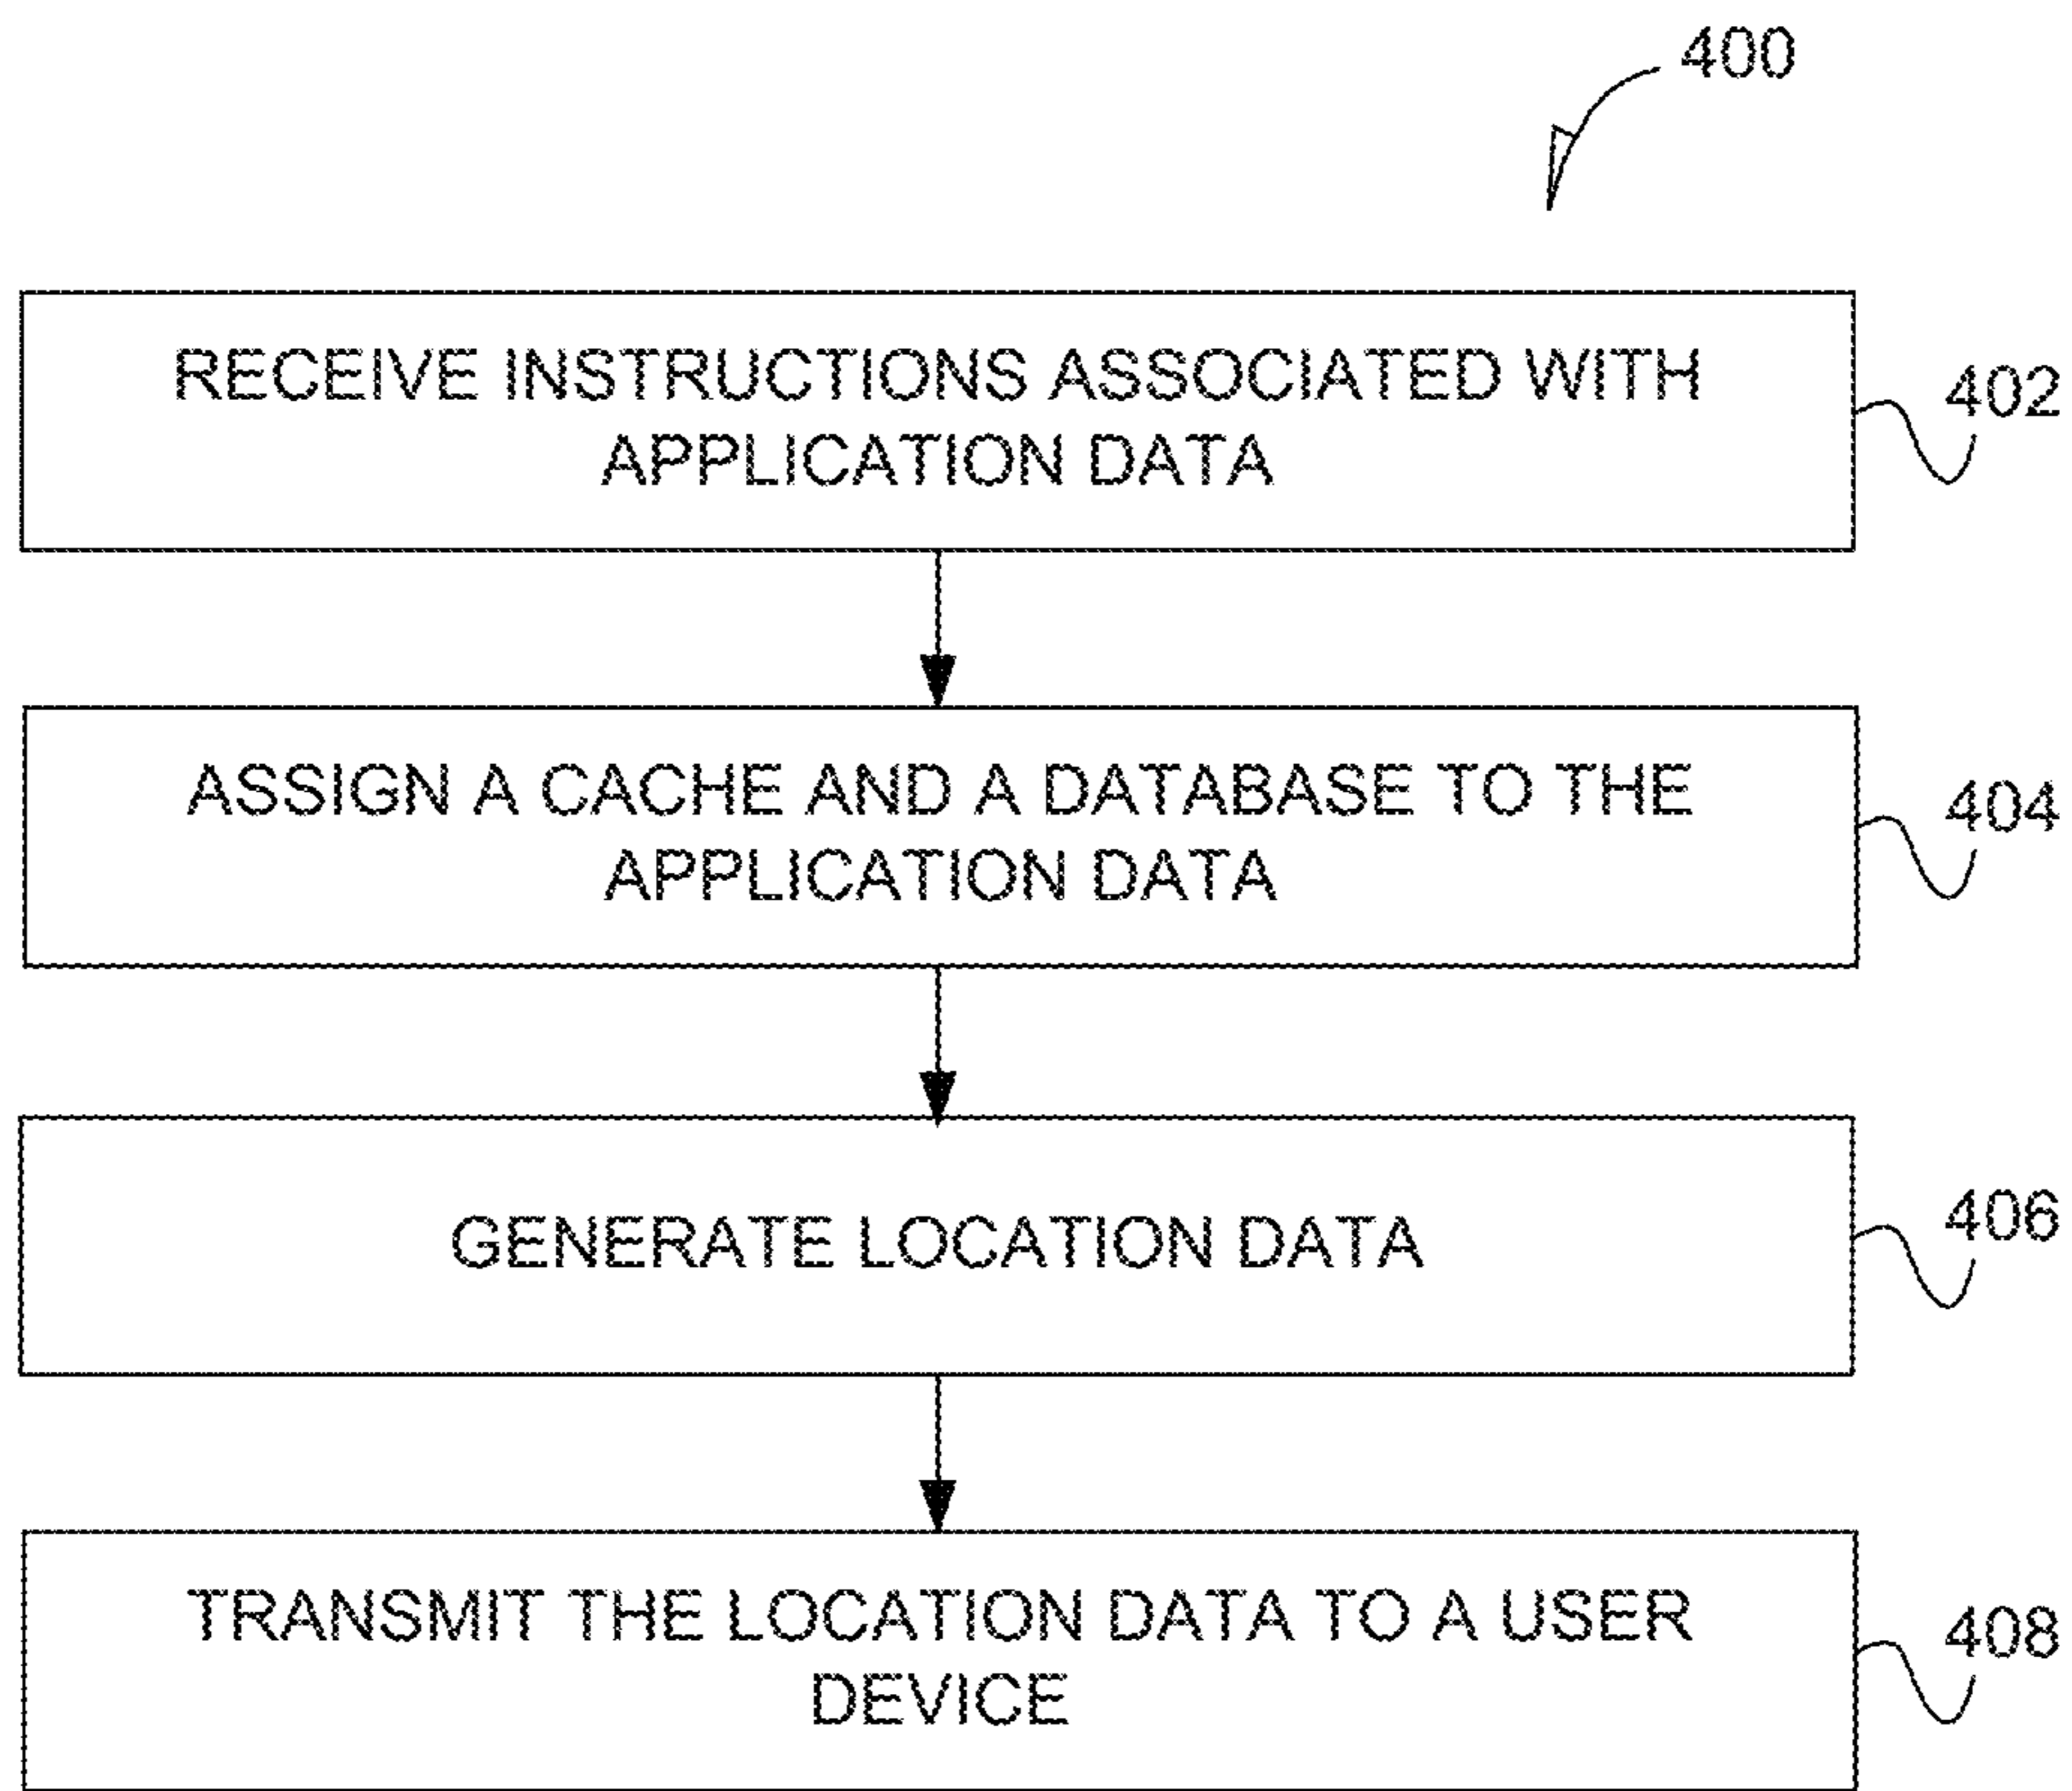 400
RECEIVE INSTRUCTIONS ASSOCIATED WITH
APPLICATION DATA
402
ASSIGN A CACHE AND A DATABASE TO THE
APPLICATION DATA
404
GENERATE LOCATION DATA
406
TRANSMIT THE LOCATION DATA TO A USER
DEVICE
408